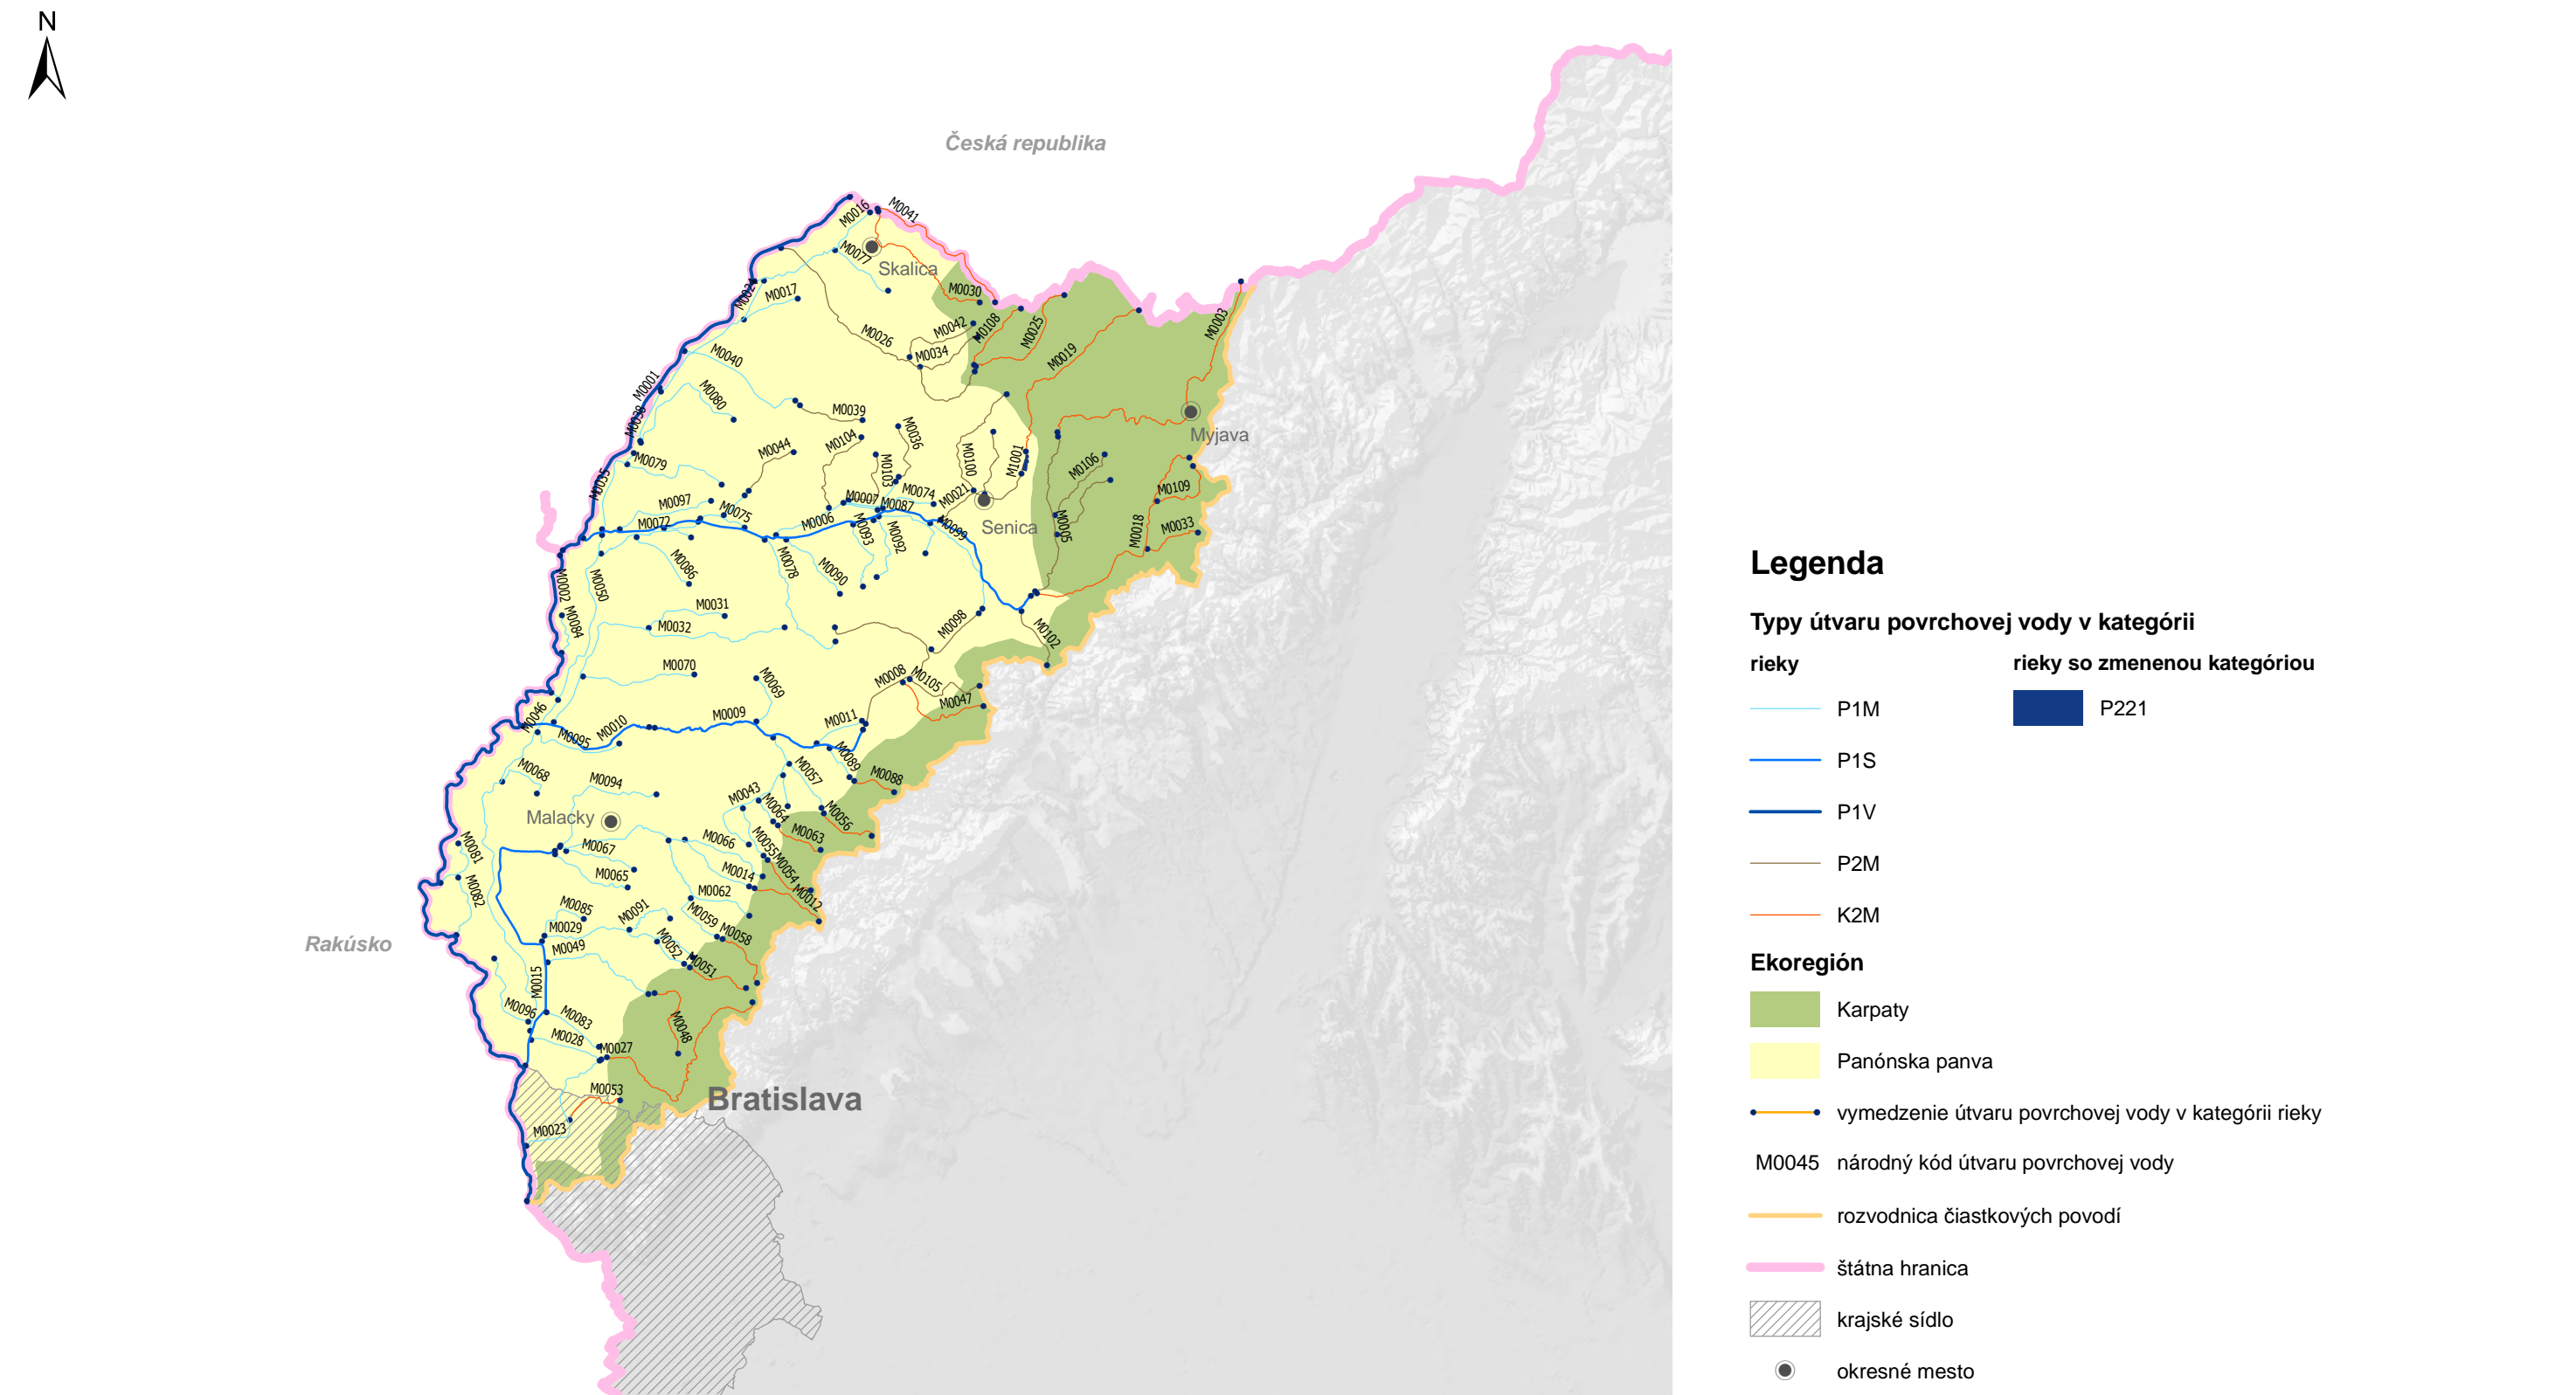 N
Česká republika
M0016
M0041
M0077
Skalica
M0024
M0017
M0030
M0003
M0042
M0108
M0025
M0026
M0034
M0019
M0040
M0001
M0080
M0038
M0039
Myjava
M0036
M0104
M0044
M0079
M0103
M0100
M1001
M0106
M0035
M0097
M0074
M0021
M0109
M0007
M0087
M0075
M0072
M0006
M0093
M0092
M0099
Senica
M0005
M0018
M0033
M0086
M0078
M0090
M0002
M0050
M0084
M0031
M0032
M0098
M0102
M0070
M0069
M0008
M0105
M0047
M0046
M0010
M0009
M0011
M0095
M0089
M0068
M0094
M0057
M0088
M0043
M0064
M0056
Malacky
M0063
M0081
M0067
M0066
M0055
M0054
M0065
M0014
M0082
M0062
M0012
M0085
M0091
M0059
M0029
M0058
Rakúsko
M0049
M0052
M0051
M0015
M0096
M0083
M0048
M0028
M0027
M0053
Bratislava
M0023
Legenda
Typy útvaru povrchovej vody v kategórii
rieky
rieky so zmenenou kategóriou
P1M
P221
P1S
P1V
P2M
K2M
Ekoregión
Karpaty
Panónska panva
vymedzenie útvaru povrchovej vody v kategórii rieky
M0045 národný kód útvaru povrchovej vody
rozvodnica čiastkových povodí
štátna hranica
krajské sídlo
okresné mesto